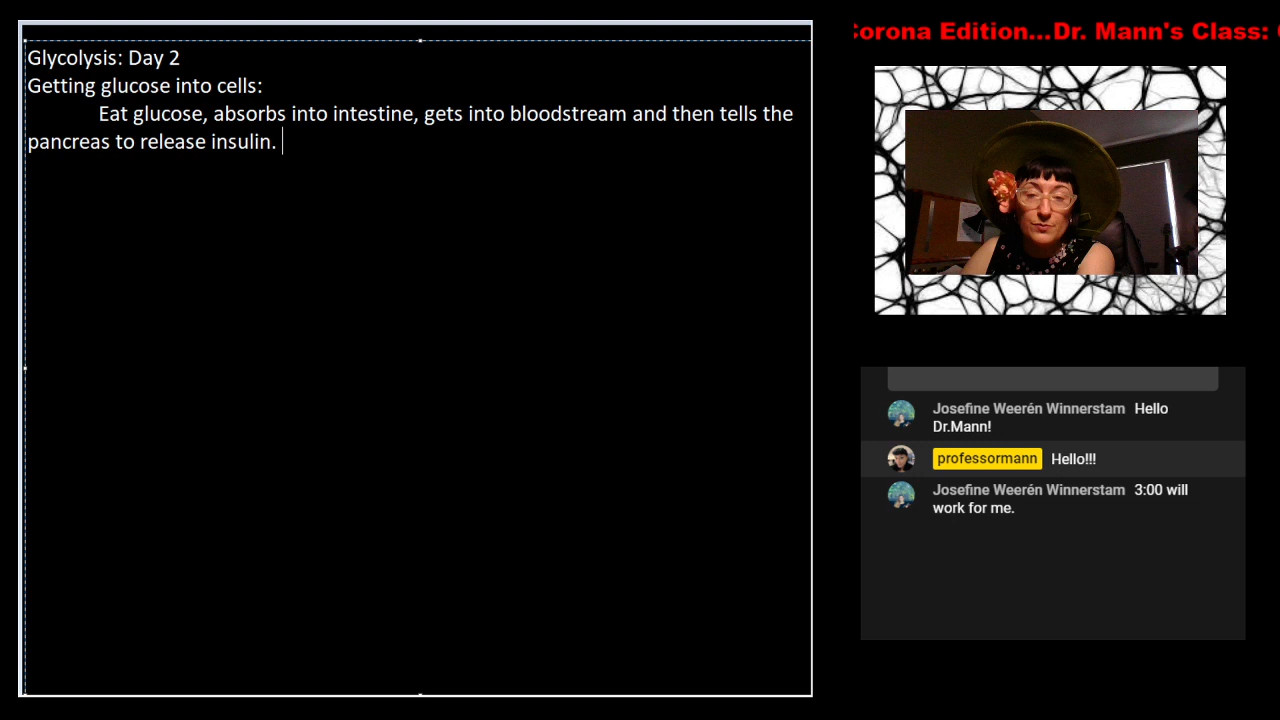 Glycolysis: Day 2
Getting glucose into cells:
Eat glucose, absorbs into intestine, gets into bloodstream and then tells the
pancreas to release insulin.
Corona Edition...Dr. Mann's Class:
Josefine Weerén Winnerstam Hello
Dr.Mann!
professormann Hello!!!
Josefine Weerén Winnerstam 3:00 will
work for me.